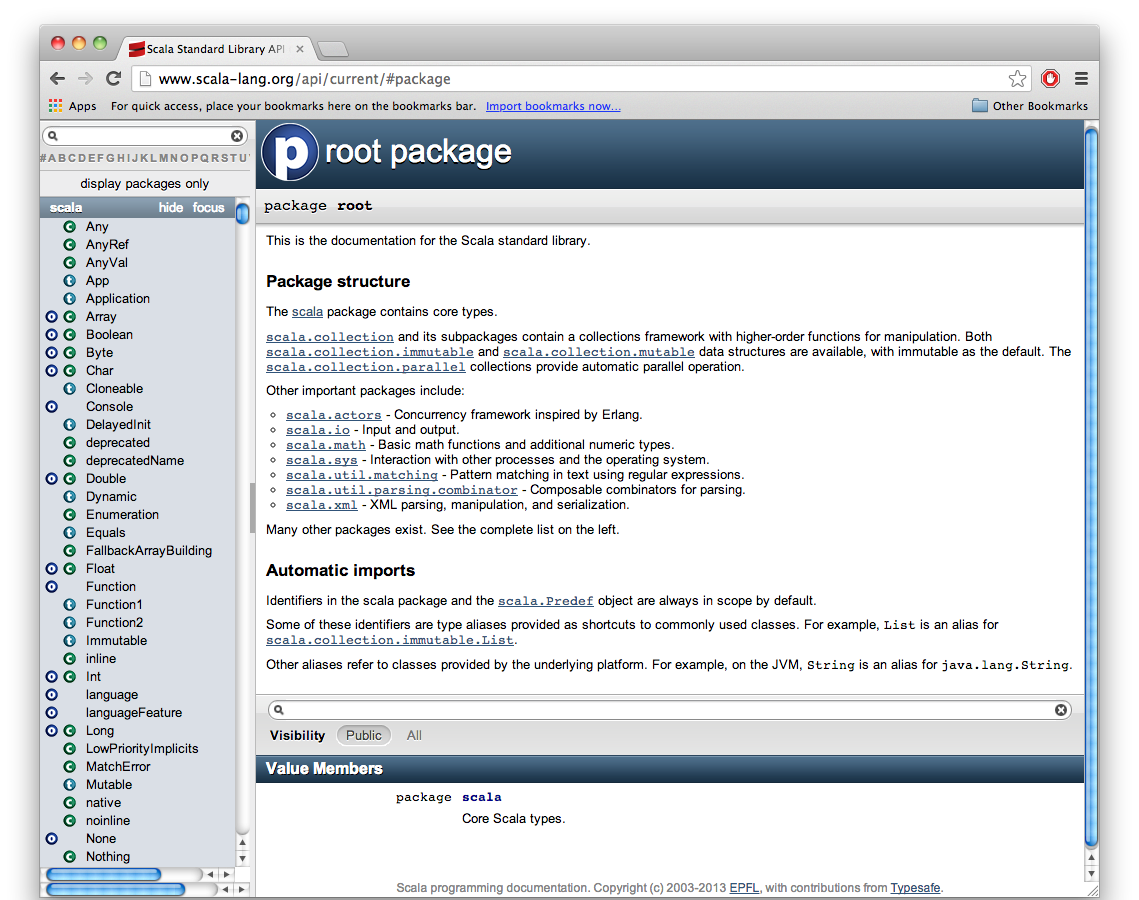 Scala Standard Library API
www.scala-lang.org/api/current/#package
Apps For quick access, place your bookmarks here on the bookmarks bar. Import bookmarks now... Other Bookmarks
#ABCDEFGHIJKLMNOPQRSTU
display packages only
scala hide focus
Any
AnyRef
AnyVal
App
Application
Array
Boolean
Byte
Char
Cloneable
Console
DelayedInit
deprecated
deprecatedName
Double
Dynamic
Enumeration
Equals
FallbackArrayBuilding
Float
Function
Function1
Function2
Immutable
inline
Int
language
languageFeature
Long
LowPriorityImplicits
MatchError
Mutable
native
noinline
None
Nothing
p root package
package root
This is the documentation for the Scala standard library.
Package structure
The scala package contains core types.
scala.collection and its subpackages contain a collections framework with higher-order functions for manipulation. Both
scala.collection.immutable and scala.collection.mutable data structures are available, with immutable as the default. The
scala.collection.parallel collections provide automatic parallel operation.
Other important packages include:
scala.actors - Concurrency framework inspired by Erlang.
scala.io - Input and output.
scala.math - Basic math functions and additional numeric types.
scala.sys - Interaction with other processes and the operating system.
scala.util.matching - Pattern matching in text using regular expressions.
scala.util.parsing.combinator - Composable combinators for parsing.
scala.xml - XML parsing, manipulation, and serialization.
Many other packages exist. See the complete list on the left.
Automatic imports
Identifiers in the scala package and the scala.Predef object are always in scope by default.
Some of these identifiers are type aliases provided as shortcuts to commonly used classes. For example, List is an alias for
scala.collection.immutable.List.
Other aliases refer to classes provided by the underlying platform. For example, on the JVM, String is an alias for java.lang.String.
Visibility Public All
Value Members
package scala
Core Scala types.
Scala programming documentation. Copyright (c) 2003-2013 EPFL, with contributions from Typesafe.